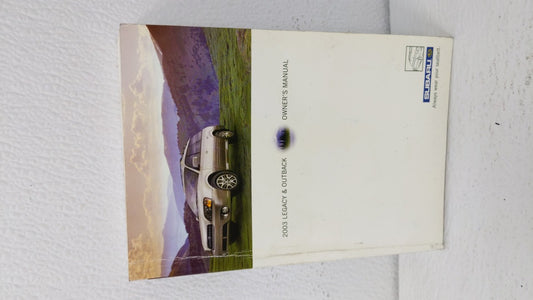 2003 LEGACY & OUTBACK OWNER'S MANUAL
SUBARU
Always wear your seatbelt.